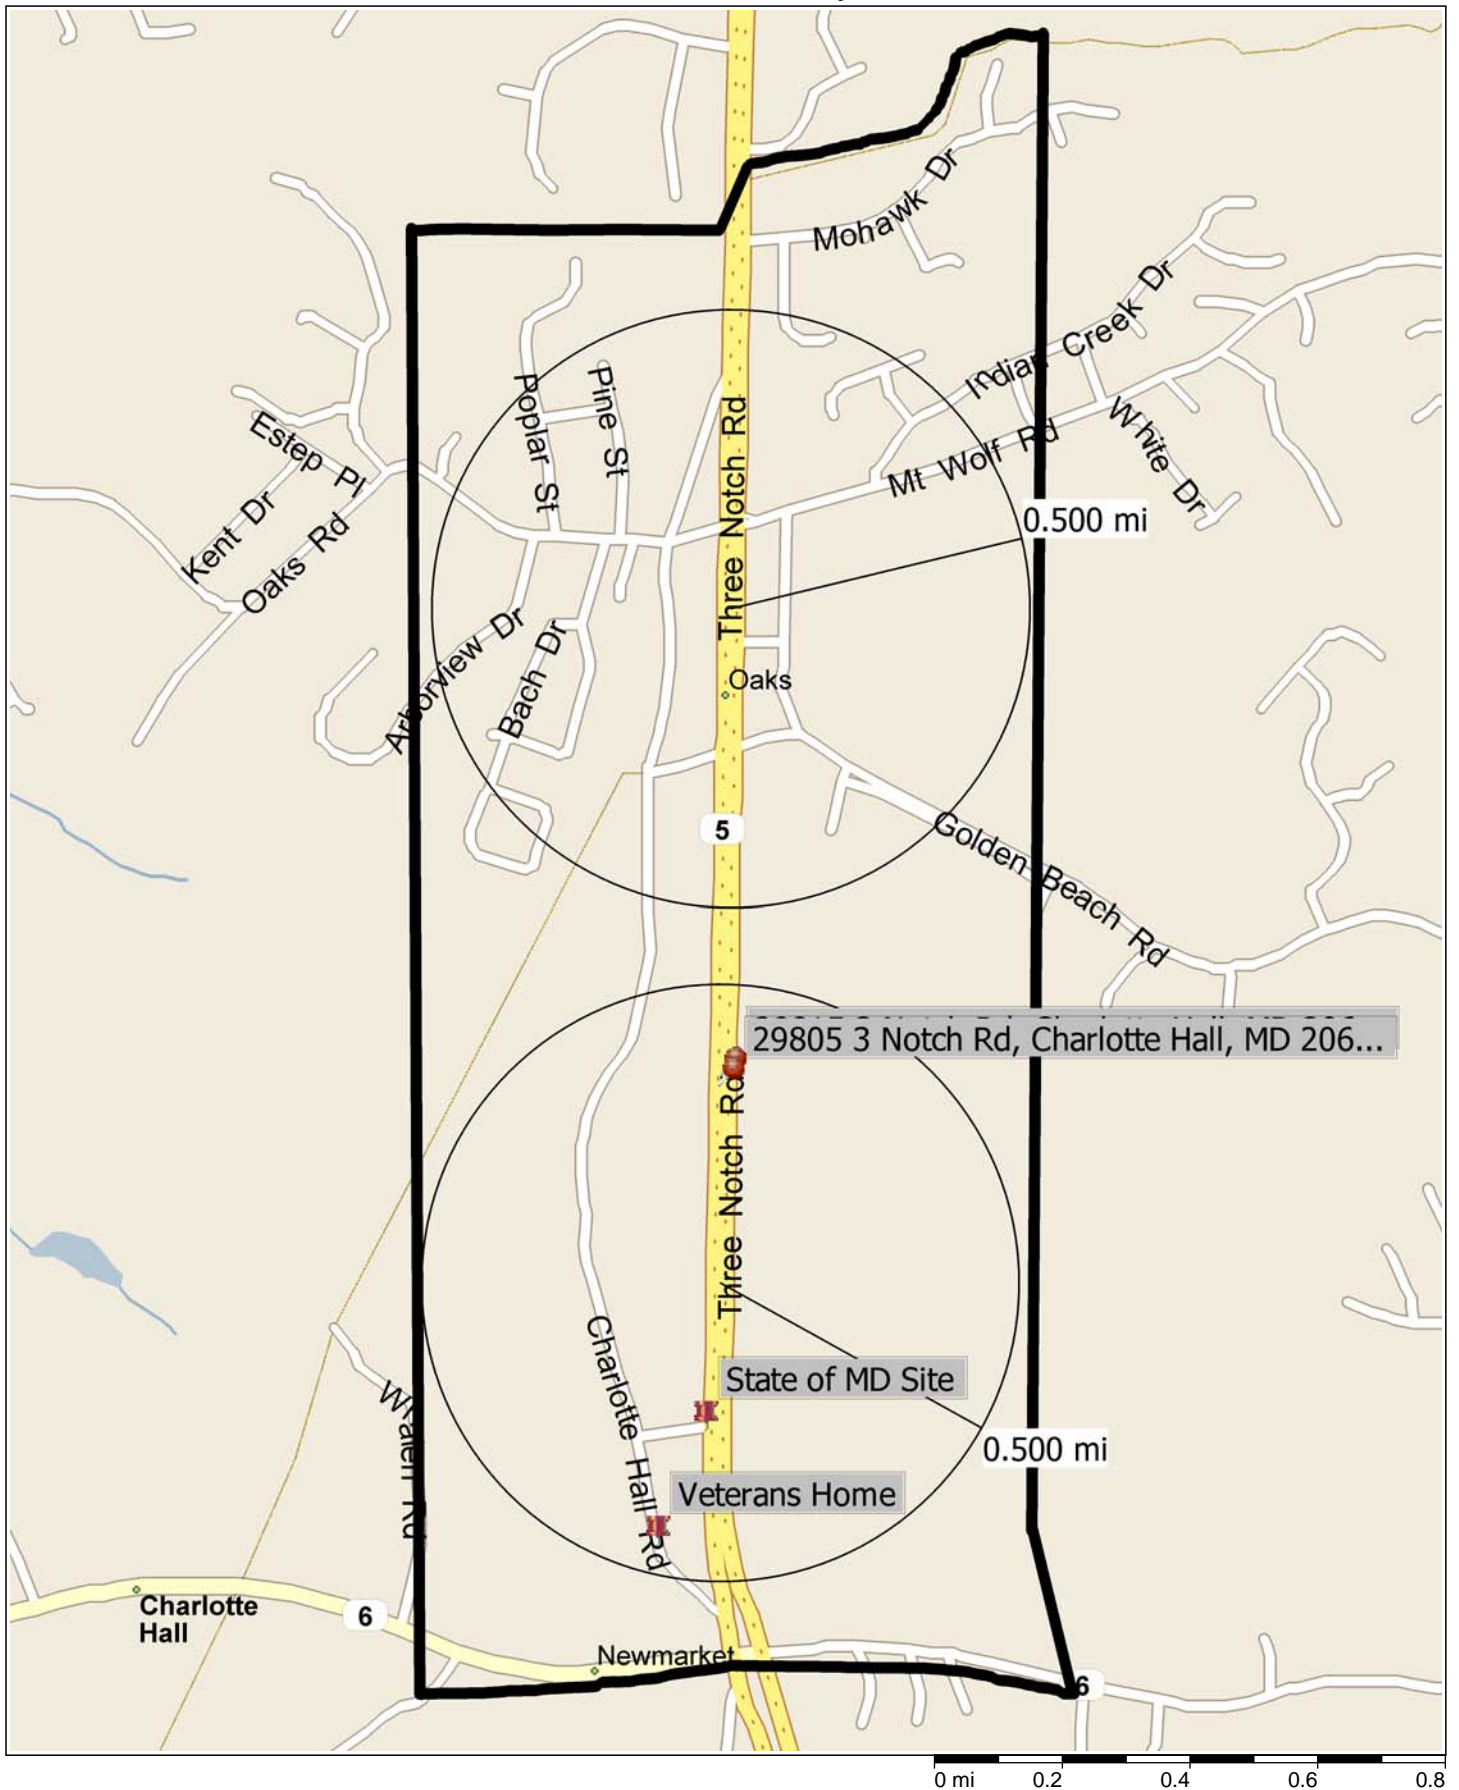 Mohawk Dr
Indian Creek Dr
Poplar St
Pine St
Three Notch Rd
Estep Pl
Mt Wolf Rd
White Dr
Kent Dr
Oaks Rd
0.500 mi
Arborview Dr
Bach Dr
Oaks
5
Golden Beach Rd
29805 3 Notch Rd, Charlotte Hall, MD 206...
Three Notch Rd
Charlotte Hall Rd
State of MD Site
0.500 mi
Veterans Home
Charlotte
Hall
6
Newmarket
6
0 mi 0.2 0.4 0.6 0.8